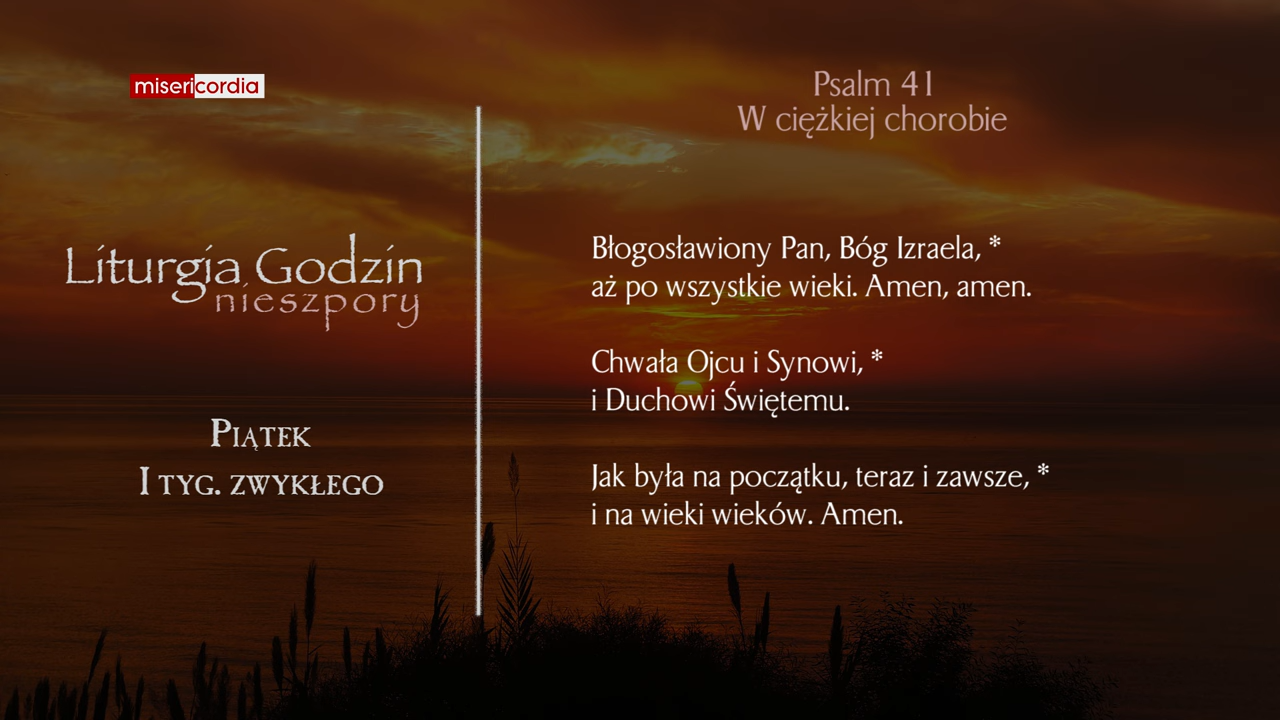 misericordia
Liturgia Godzin
nieszpory
Piątek
I tyg. zwykłego
Psalm 41
W ciężkiej chorobie
Błogosławiony Pan, Bóg Izraela, *
aż po wszystkie wieki. Amen, amen.
Chwała Ojcu i Synowi, *
i Duchowi Świętemu.
Jak była na początku, teraz i zawsze, *
i na wieki wieków. Amen.